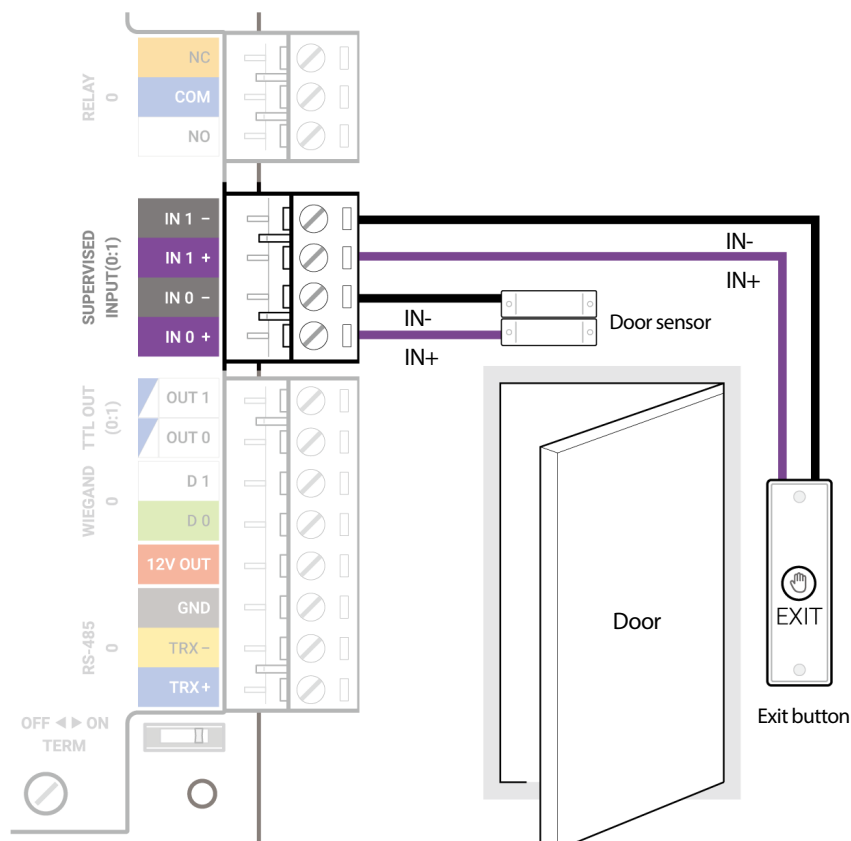 RELAY
0
NC
COM
NO
SUPERVISED
INPUT(0:1)
IN 1 –
IN 1 +
IN 0 –
IN 0 +
IN-
IN+
IN-
IN+
Door sensor
TTL OUT
(0:1)
OUT 1
OUT 0
WIEGAND
0
D 1
D 0
12V OUT
GND
RS-485
0
TRX –
TRX +
Door
EXIT
Exit button
OFF ◀ ▶ ON
TERM